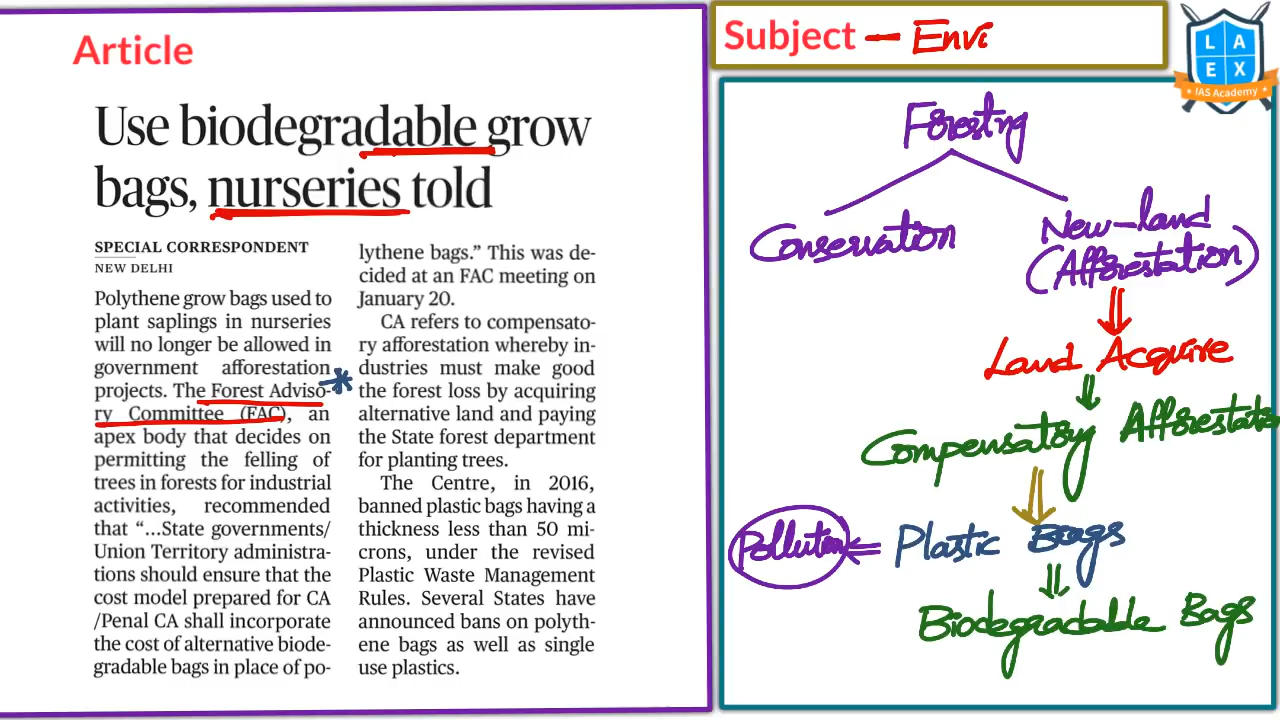 Article
Use biodegradable grow
bags, nurseries told
SPECIAL CORRESPONDENT
NEW DELHI
Polythene grow bags used to
plant saplings in nurseries
will no longer be allowed in
government afforestation
projects. The Forest Adviso-
ry Committee (FAC), an
apex body that decides on
permitting the felling of
trees in forests for industrial
activities, recommended
that “...State governments/
Union Territory administra-
tions should ensure that the
cost model prepared for CA
/Penal CA shall incorporate
the cost of alternative biode-
gradable bags in place of po-
lythene bags.” This was de-
cided at an FAC meeting on
January 20.
CA refers to compensato-
ry afforestation whereby in-
dustries must make good
the forest loss by acquiring
alternative land and paying
the State forest department
for planting trees.
The Centre, in 2016,
banned plastic bags having a
thickness less than 50 mi-
crons, under the revised
Plastic Waste Management
Rules. Several States have
announced bans on polyth-
ene bags as well as single
use plastics.
Subject - Envi
LA
EX
IAS Academy
Conservation
New-land
(Afforestation)
Land Acquire
Compensatory Afforestation
Pollution
Plastic Bags
Biodegradable Bags